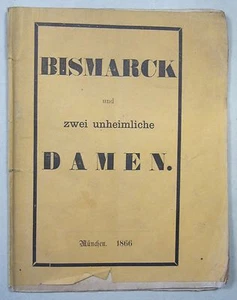 BISMARCK
und
zwei unheimliche
DAMEN.
München. 1866